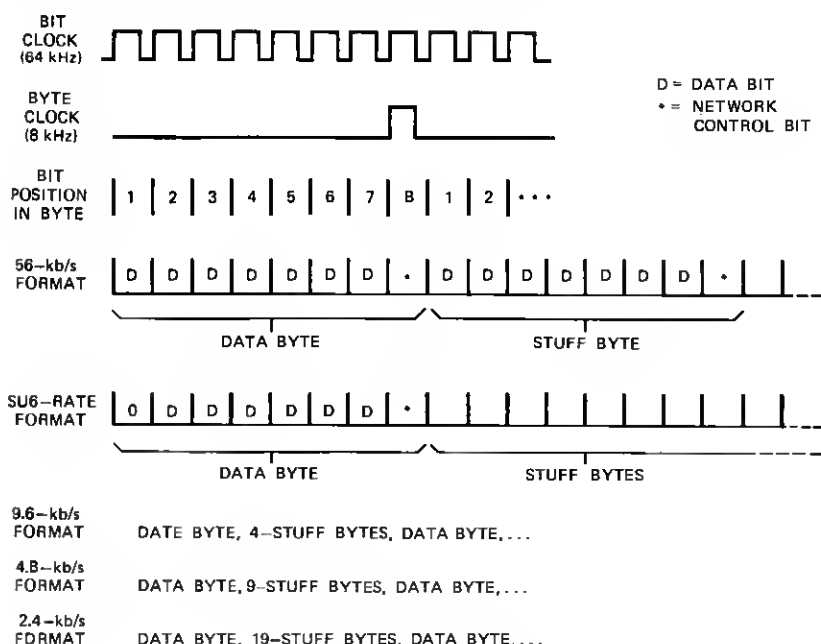 BIT
CLOCK
(64 kHz)
D = DATA BIT
• = NETWORK
CONTROL BIT
BYTE
CLOCK
(8 kHz)
BIT
POSITION
IN BYTE
1 2 3 4 5 6 7 B 1 2 •••
56-kb/s
FORMAT
D D D D D D D • D D D D D D D •
DATA BYTE STUFF BYTE
SU6-RATE
FORMAT
0 D D D D D D •
DATA BYTE STUFF BYTES
9.6-kb/s
FORMAT DATE BYTE, 4-STUFF BYTES, DATA BYTE,...
4.B-kb/s
FORMAT DATA BYTE, 9-STUFF BYTES, DATA BYTE,...
2.4-kb/s
FDRMAT DATA BYTE, 19-STUFF BYTES, DATA BYTE,...